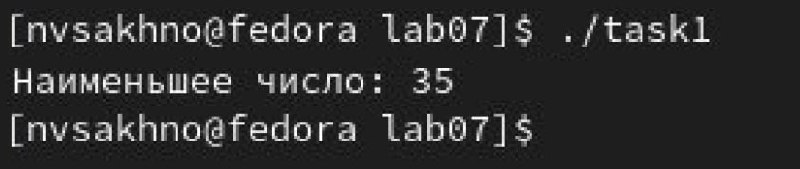 [nvsakhno@fedora lab07]$ ./task1
Наименьшее число: 35
[nvsakhno@fedora lab07]$